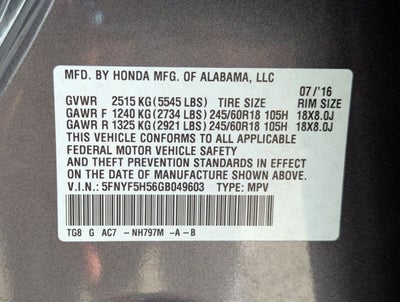 MFD. BY HONDA MFG. OF ALABAMA, LLC
07 / '16
GVWR 2515 KG (5545 LBS) TIRE SIZE RIM SIZE
GAWR F 1240 KG (2734 LBS) 245/60R18 105H 18X8.0J
GAWR R 1325 KG (2921 LBS) 245/60R18 105H 18X8.0J
THIS VEHICLE CONFORMS TO ALL APPLICABLE
FEDERAL MOTOR VEHICLE SAFETY
AND THEFT PREVENTION STANDARDS IN EFFECT
ON THE DATE OF MANUFACTURE SHOWN ABOVE.
V.I.N.: 5FNYF5H56GB049603 TYPE: MPV
TG8 G AC7 -NH797M -A-B